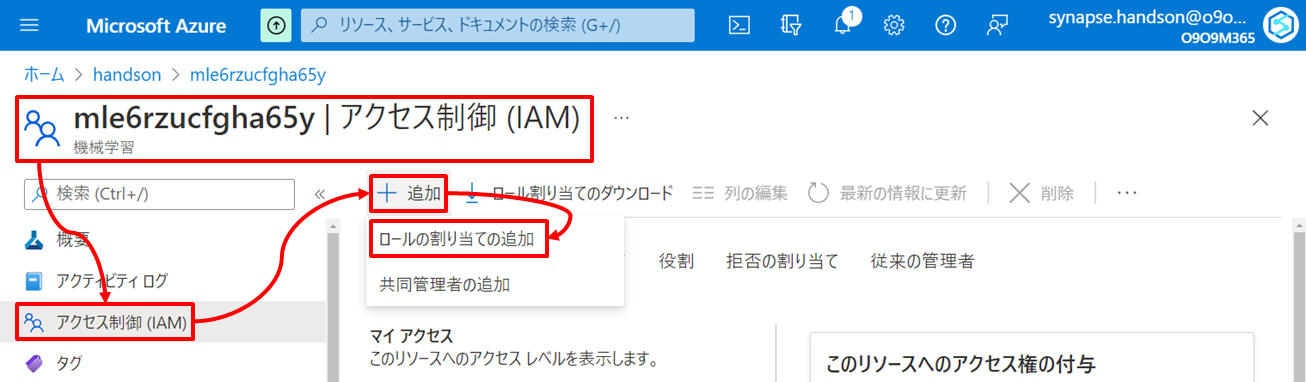 Microsoft Azure
リソース、サービス、ドキュメントの検索 (G+/)
1
synapse.handson@o9o...
O9O9M365
ホーム > handson > mle6rzucfgha65y
mle6rzucfgha65y | アクセス制御 (IAM) ...
機械学習
検索 (Ctrl+/)
追加
ロール割り当てのダウンロード
列の編集
最新の情報に更新
削除
...
概要
アクティビティ ログ
アクセス制御 (IAM)
タグ
ロールの割り当ての追加
共同管理者の追加
役割
拒否の割り当て
従来の管理者
マイ アクセス
このリソースへのアクセス レベルを表示します。
このリソースへのアクセス権の付与